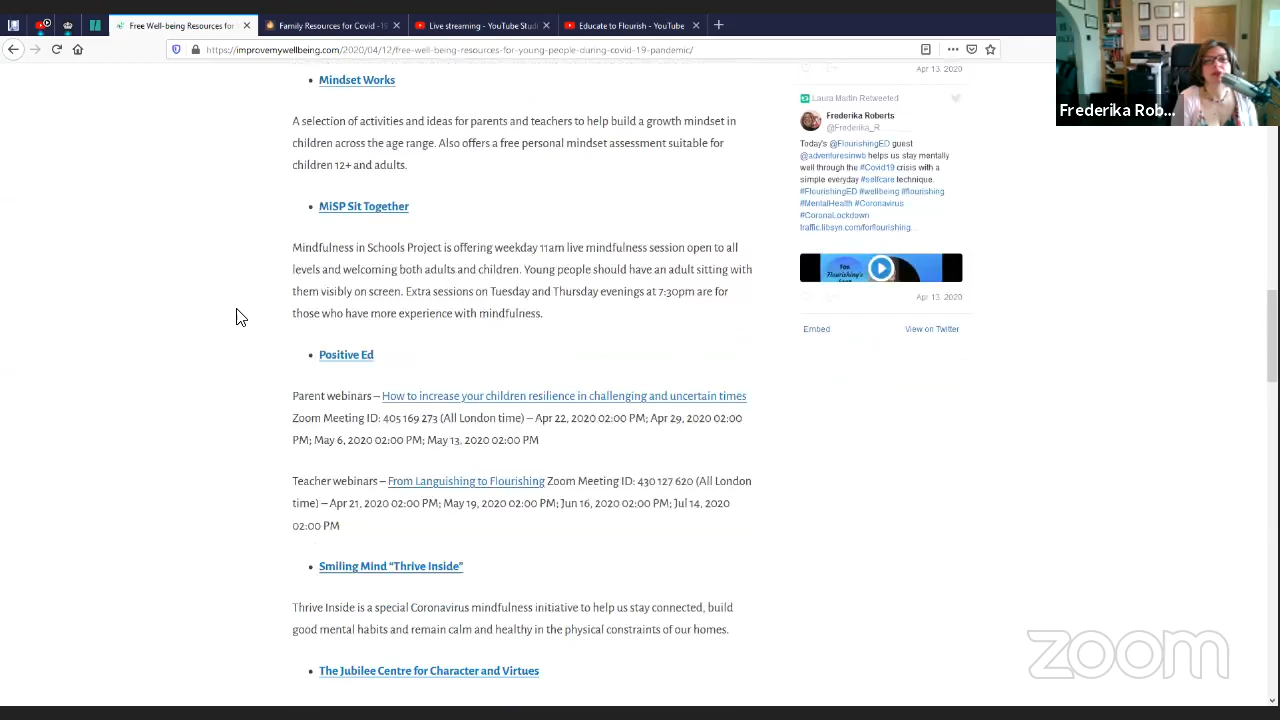 Free Well-being Resources for
Family Resources for Covid -19
Live streaming - YouTube Studi
Educate to Flourish - YouTube
https://improvemywellbeing.com/2020/04/12/free-well-being-resources-for-young-people-during-covid-19-pandemic/
Frederika Rob...
Mindset Works
A selection of activities and ideas for parents and teachers to help build a growth mindset in
children across the age range. Also offers a free personal mindset assessment suitable for
children 12+ and adults.
MiSP Sit Together
Mindfulness in Schools Project is offering weekday 11am live mindfulness session open to all
levels and welcoming both adults and children. Young people should have an adult sitting with
them visibly on screen. Extra sessions on Tuesday and Thursday evenings at 7:30pm are for
those who have more experience with mindfulness.
Positive Ed
Parent webinars – How to increase your children resilience in challenging and uncertain times
Zoom Meeting ID: 405 169 273 (All London time) – Apr 22, 2020 02:00 PM; Apr 29, 2020 02:00
PM; May 6, 2020 02:00 PM; May 13, 2020 02:00 PM
Teacher webinars – From Languishing to Flourishing Zoom Meeting ID: 430 127 620 (All London
time) – Apr 21, 2020 02:00 PM; May 19, 2020 02:00 PM; Jun 16, 2020 02:00 PM; Jul 14, 2020
02:00 PM
Smiling Mind “Thrive Inside”
Thrive Inside is a special Coronavirus mindfulness initiative to help us stay connected, build
good mental habits and remain calm and healthy in the physical constraints of our homes.
The Jubilee Centre for Character and Virtues
Apr 13, 2020
Laura Martin Retweeted
Frederika Roberts
@Frederika_R
Today's @FlourishingED guest
@adventuresinwb helps us stay mentally
well through the #Covid19 crisis with a
simple everyday #selfcare technique.
#FlourishingED #wellbeing #flourishing
#MentalHealth #Coronavirus
#CoronaLockdown
traffic.libsyn.com/forflourishing...
For
Flourishing's
Apr 13, 2020
Embed
View on Twitter
zoom